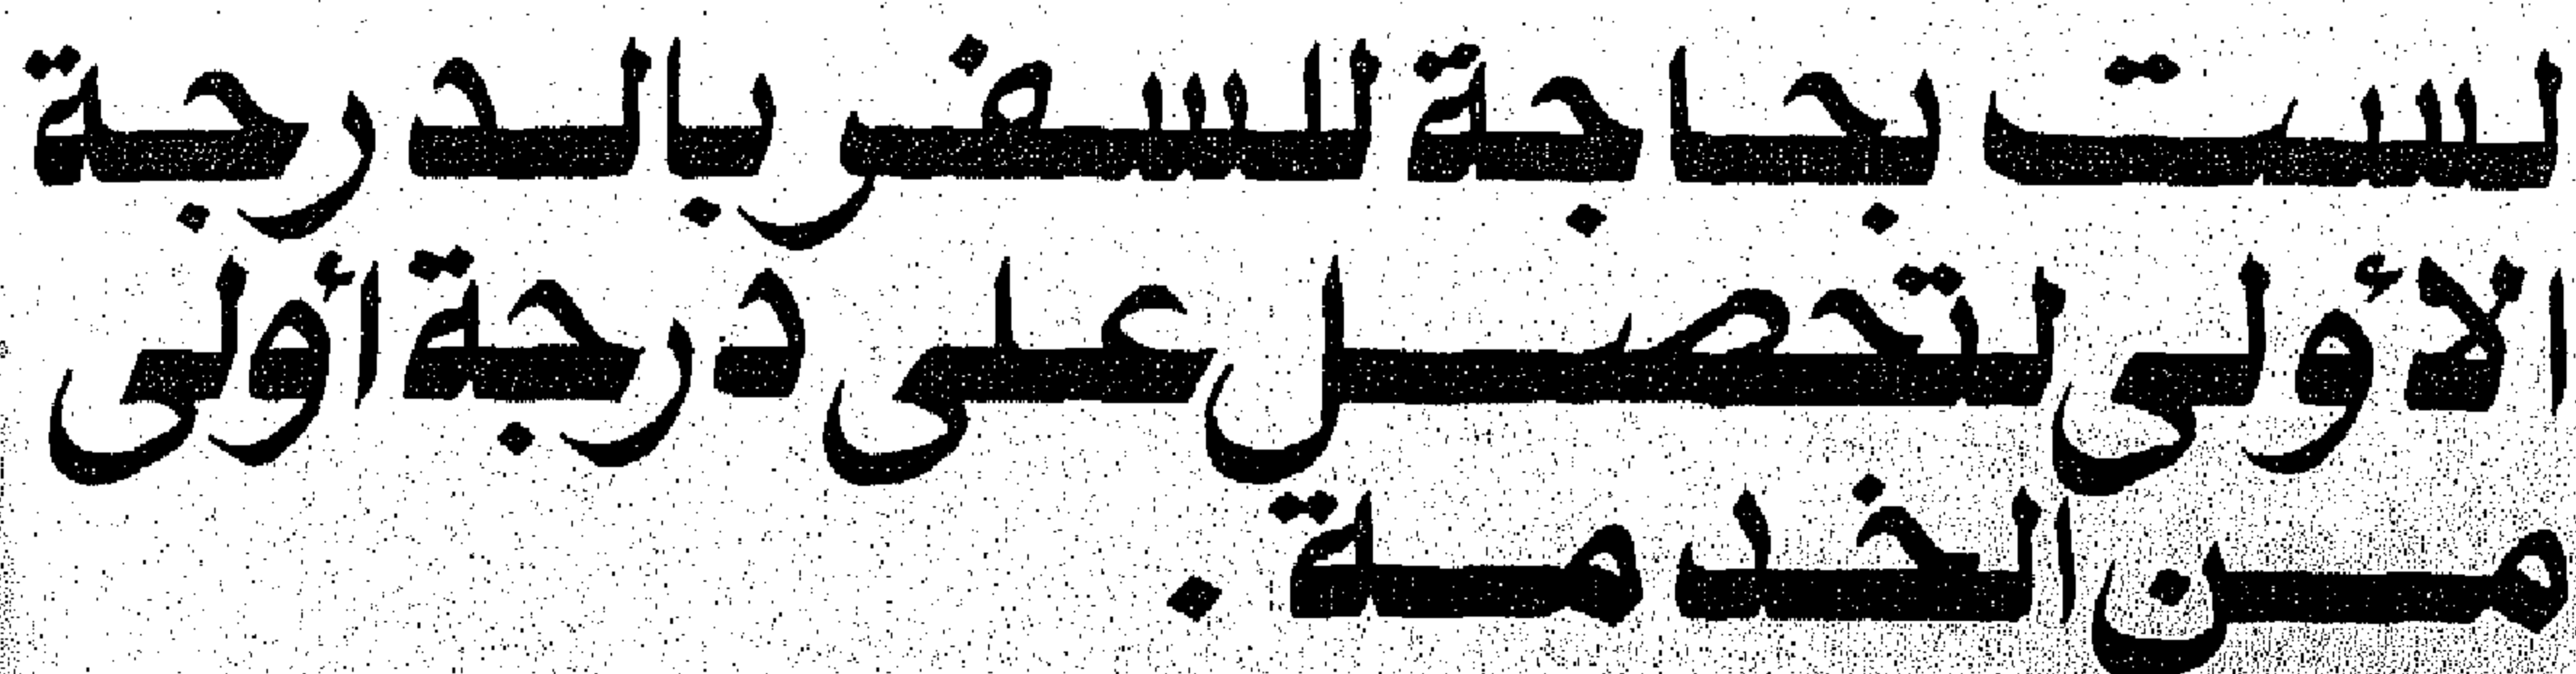 لست بحاجة للسفر بالدرجة
الأولى لتحصل على درجة أولى
من الخدمة .